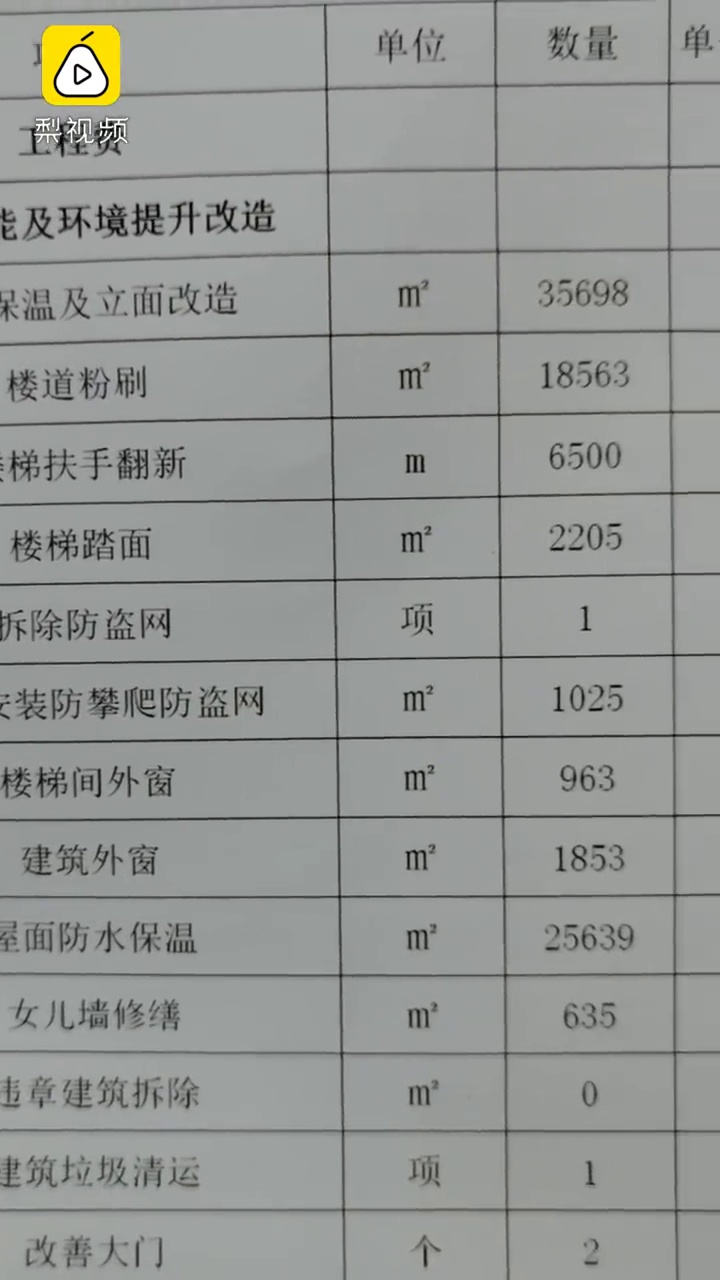 单位 数量 单
梨视频
工程费
能及环境提升改造
保温及立面改造 m² 35698
楼道粉刷 m² 18563
梯扶手翻新 m 6500
楼梯踏面 m² 2205
拆除防盗网 项 1
安装防攀爬防盗网 m² 1025
楼梯间外窗 m² 963
建筑外窗 m² 1853
屋面防水保温 m² 25639
女儿墙修缮 m² 635
违章建筑拆除 m² 0
建筑垃圾清运 项 1
改善大门 个 2